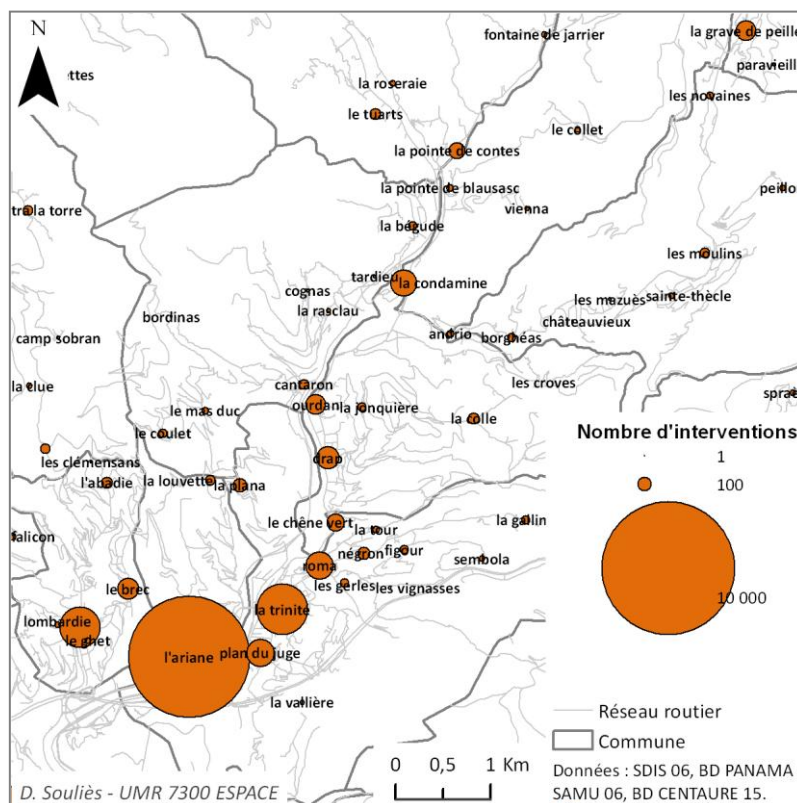 N
fontaine de jarrier
la grave de peille
ettes
la roseraie
paravieill
le tuarts
les novaines
le collet
la pointe de contes
la pointe de blausasc
peillo
tra la torre
vienna
la bégude
les moulins
tardieu
la condamine
cognas
les mazuès
sainte-thècle
la rasclau
bordinas
châteauvieux
camp sobran
andrio
borghéas
cantaron
les croves
la clue
sprae
ourdan
la jonquière
le mas duc
la colle
le coulet
Nombre d'interventions
1
drap
les clémensans
l'abadie
la louvette
la plana
100
le chêne vert
la tour
la gallin
falicon
négron
figour
sembola
roma
le brec
les gerles
les vignasses
la trinité
10 000
lombardie
le ghet
l'ariane
plan du juge
la vallière
Réseau routier
Commune
0 0,5 1 Km
Données : SDIS 06, BD PANAMA
SAMU 06, BD CENTAURE 15.
D. Souliès - UMR 7300 ESPACE